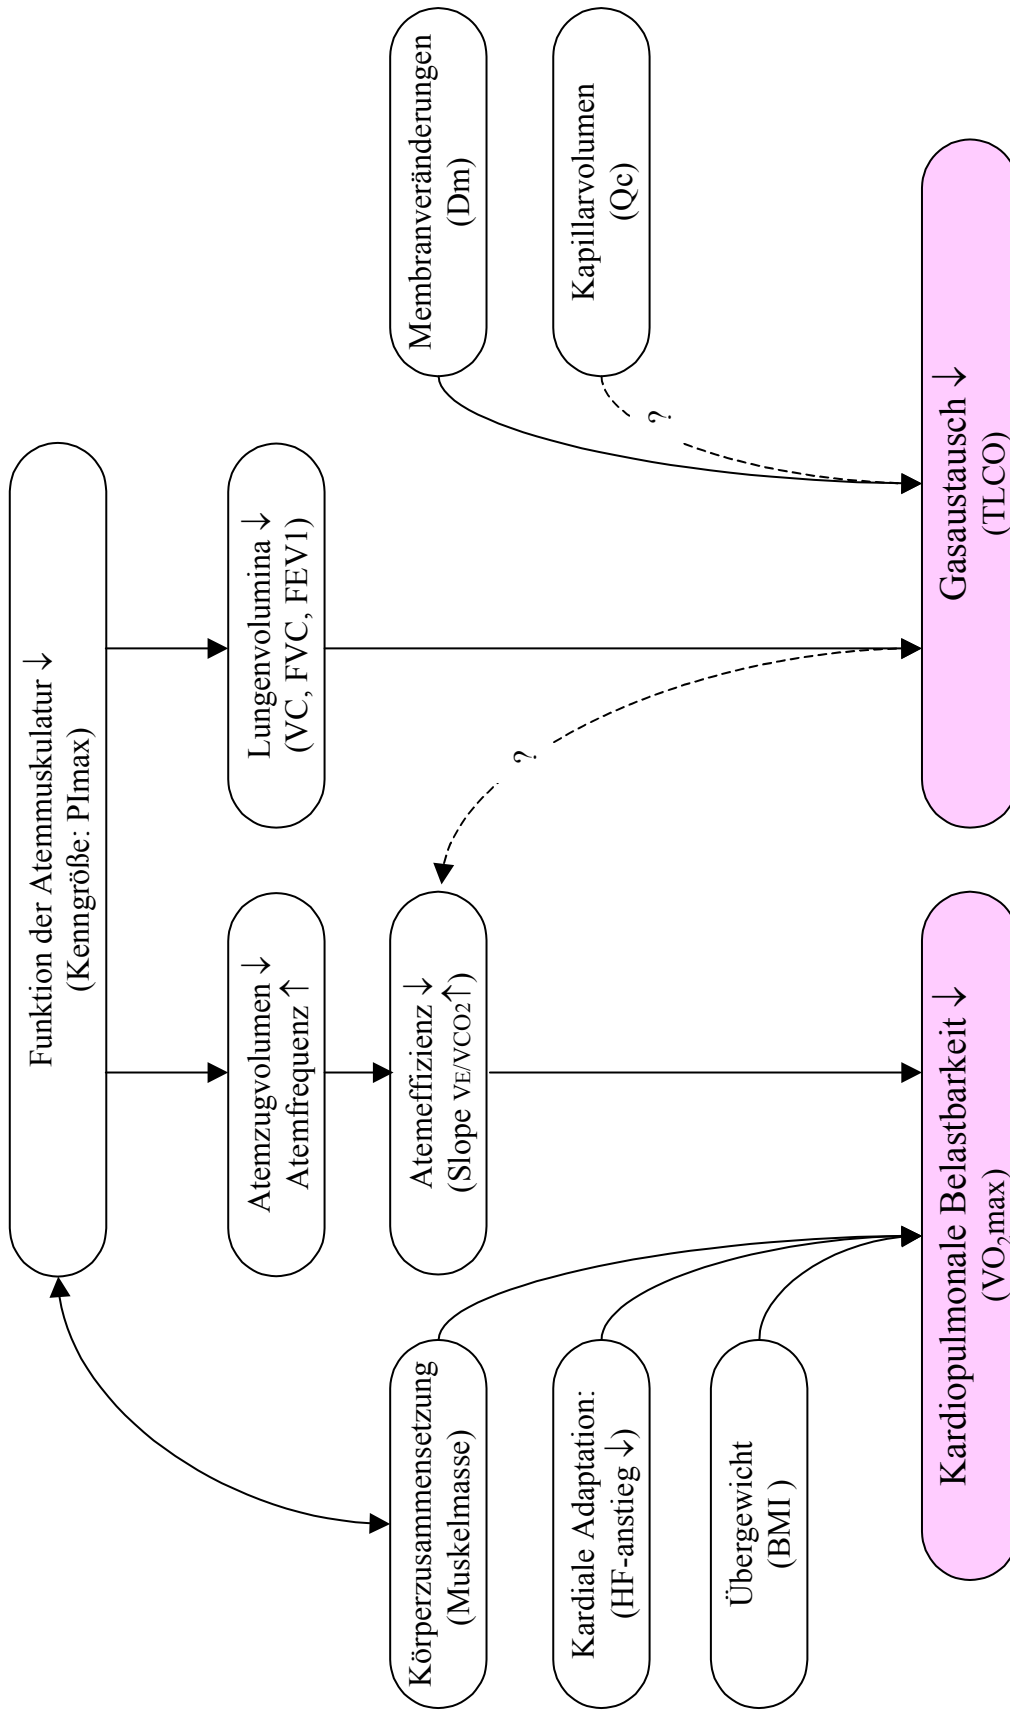 Funktion der Atemmuskulatur ↓
(Kenngröße: PImax)
Atemzugvolumen ↓
Atemfrequenz ↑
Lungenvolumina ↓
(VC, FVC, FEV1)
Körperzusammensetzung
(Muskelmasse)
Atemeffizienz ↓
(Slope VE/VCO2↑)
?
Membranveränderungen
(Dm)
Kardiale Adaptation:
(HF-anstieg ↓)
Kapillarvolumen
(Qc)
?
Übergewicht
(BMI )
Kardiopulmonale Belastbarkeit ↓
(VO₂max)
Gasaustausch ↓
(TLCO)